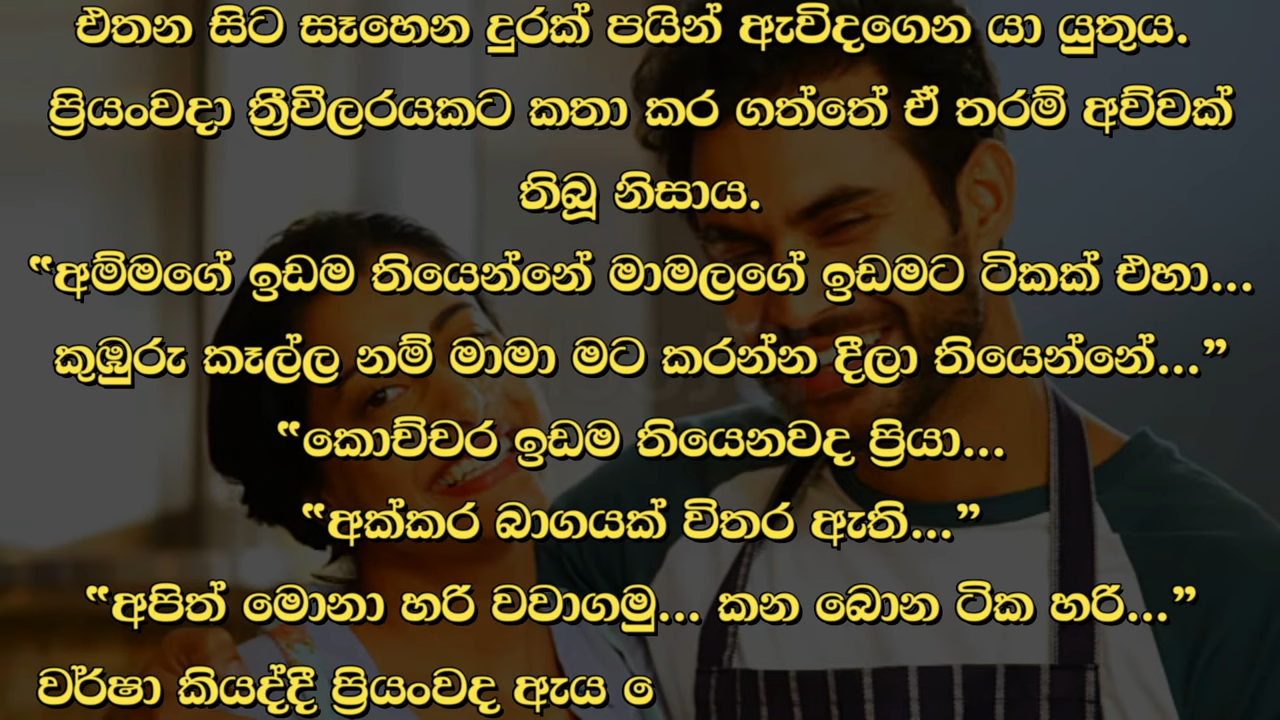 එතන සිට සෑහෙන දුරක් පයින් ඇවිදගෙන යා යුතුය.
ප්‍රියංවදා ත්‍රීවීලරයකට කතා කර ගත්තේ ඒ තරම් අව්වක්
තිබූ නිසාය.
“අම්මගේ ඉඩම තියෙන්නේ මාමලගේ ඉඩමට ටිකක් එහා...
කුඹුරු කෑල්ල නම් මාමා මට කරන්න දීලා තියෙන්නේ...”
“කොච්චර ඉඩම තියෙනවද ප්‍රියා...
“අක්කර බාගයක් විතර ඇති...”
“අපිත් මොනා හරි වවාගමු... කන බොන ටික හරි...”
වර්ෂා කියද්දී ප්‍රියංවද ඇය ෙ